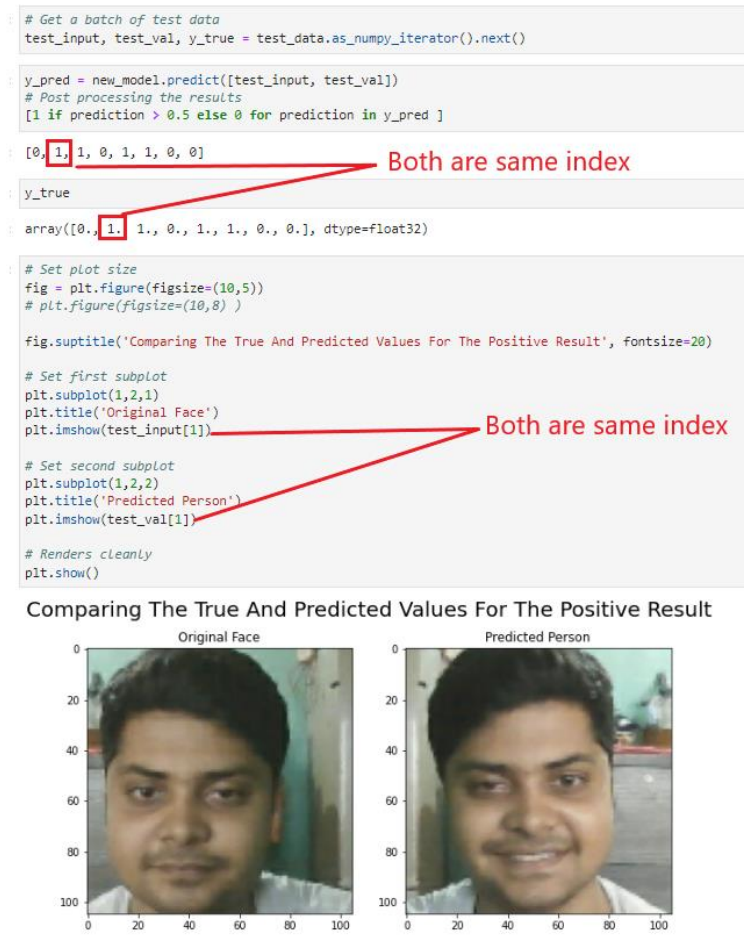 # Get a batch of test data
test_input, test_val, y_true = test_data.as_numpy_iterator().next()
y_pred = new_model.predict([test_input, test_val])
# Post processing the results
[1 if prediction > 0.5 else 0 for prediction in y_pred ]
[0, 1, 1, 0, 1, 1, 0, 0]
Both are same index
y_true
array([0., 1. 1., 0., 1., 1., 0., 0.], dtype=float32)
# Set plot size
fig = plt.figure(figsize=(10,5))
# plt.figure(figsize=(10,8) )
fig.suptitle('Comparing The True And Predicted Values For The Positive Result', fontsize=20)
# Set first subplot
plt.subplot(1,2,1)
plt.title('Original Face')
plt.imshow(test_input[1])
Both are same index
# Set second subplot
plt.subplot(1,2,2)
plt.title('Predicted Person')
plt.imshow(test_val[1])
# Renders cleanly
plt.show()
Comparing The True And Predicted Values For The Positive Result
Original Face
Predicted Person
0
20
40
60
80
100
0 20 40 60 80 100
0
20
40
60
80
100
0 20 40 60 80 100